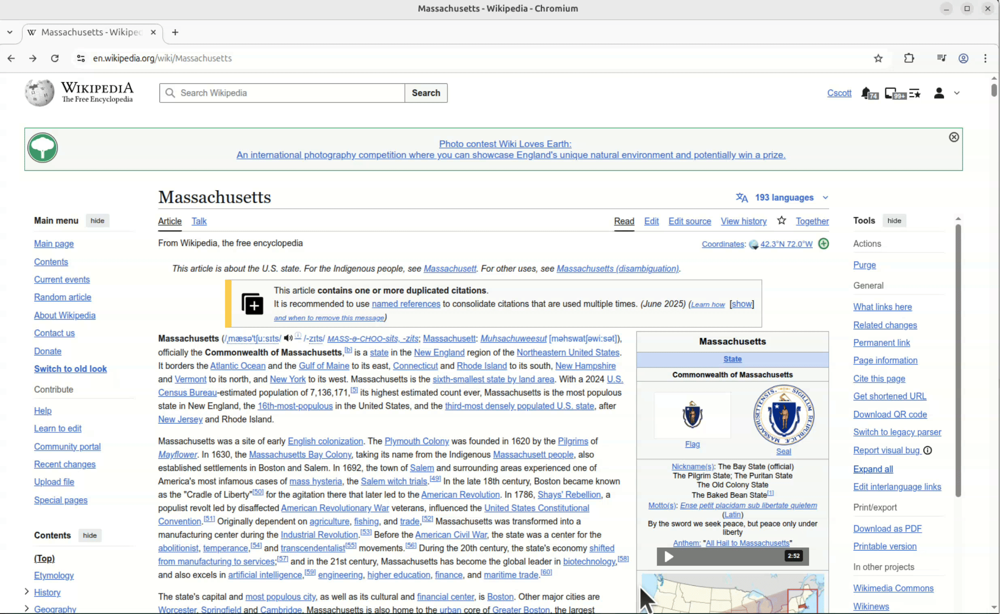 Massachusetts - Wikipedia - Chromium
Massachusetts - Wikiped
en.wikipedia.org/wiki/Massachusetts
WIKIPEDIA
The Free Encyclopedia
Search Wikipedia
Search
Cscott
74
99+
Photo contest Wiki Loves Earth:
An international photography competition where you can showcase England's unique natural environment and potentially win a prize.
Massachusetts
193 languages
Main menu
hide
Article
Talk
Read
Edit
Edit source
View history
Together
Tools
hide
Main page
Contents
Current events
Random article
About Wikipedia
Contact us
Donate
Switch to old look
Contribute
Help
Learn to edit
Community portal
Recent changes
Upload file
Special pages
Contents
hide
(Top)
Etymology
History
Geography
From Wikipedia, the free encyclopedia
Coordinates: 42.3°N 72.0°W
This article is about the U.S. state. For the Indigenous people, see Massachusett. For other uses, see Massachusetts (disambiguation).
This article contains one or more duplicated citations.
It is recommended to use named references to consolidate citations that are used multiple times. (June 2025) (Learn how [show]
and when to remove this message)
Massachusetts (/ˌmæsəˈtʃuːsɪts/ /-zɪts/ MASS-ə-CHOO-sits, -zits; Massachusett: Muhsachuweesut [məhswatʃəwiːsət]),
officially the Commonwealth of Massachusetts,[b] is a state in the New England region of the Northeastern United States.
It borders the Atlantic Ocean and the Gulf of Maine to its east, Connecticut and Rhode Island to its south, New Hampshire
and Vermont to its north, and New York to its west. Massachusetts is the sixth-smallest state by land area. With a 2024 U.S.
Census Bureau-estimated population of 7,136,171,[5] its highest estimated count ever, Massachusetts is the most populous
state in New England, the 16th-most-populous in the United States, and the third-most densely populated U.S. state, after
New Jersey and Rhode Island.
Massachusetts was a site of early English colonization. The Plymouth Colony was founded in 1620 by the Pilgrims of
Mayflower. In 1630, the Massachusetts Bay Colony, taking its name from the Indigenous Massachusett people, also
established settlements in Boston and Salem. In 1692, the town of Salem and surrounding areas experienced one of
America's most infamous cases of mass hysteria, the Salem witch trials.[49] In the late 18th century, Boston became known
as the "Cradle of Liberty"[50] for the agitation there that later led to the American Revolution. In 1786, Shays' Rebellion, a
populist revolt led by disaffected American Revolutionary War veterans, influenced the United States Constitutional
Convention.[51] Originally dependent on agriculture, fishing, and trade,[52] Massachusetts was transformed into a
manufacturing center during the Industrial Revolution.[53] Before the American Civil War, the state was a center for the
abolitionist, temperance,[54] and transcendentalist[55] movements.[56] During the 20th century, the state's economy shifted
from manufacturing to services;[57] and in the 21st century, Massachusetts has become the global leader in biotechnology,[58]
and also excels in artificial intelligence,[59] engineering, higher education, finance, and maritime trade.[60]
The state's capital and most populous city, as well as its cultural and financial center, is Boston. Other major cities are
Worcester, Springfield and Cambridge. Massachusetts is also home to the urban core of Greater Boston, the largest
Massachusetts
State
Commonwealth of Massachusetts
SIGILLUM REIPUBLICÆ MASSACHUSETTENSIS.
Flag
Seal
Nickname(s): The Bay State (official)
The Pilgrim State; The Puritan State
The Old Colony State
The Baked Bean State[1]
Motto(s): Ense petit placidam sub libertate quietem
(Latin)
By the sword we seek peace, but peace only under
liberty
Anthem: "All Hail to Massachusetts"
2:52
Actions
Purge
General
What links here
Related changes
Permanent link
Page information
Cite this page
Get shortened URL
Download QR code
Switch to legacy parser
Report visual bug
Expand all
Edit interlanguage links
Print/export
Download as PDF
Printable version
In other projects
Wikimedia Commons
Wikinews